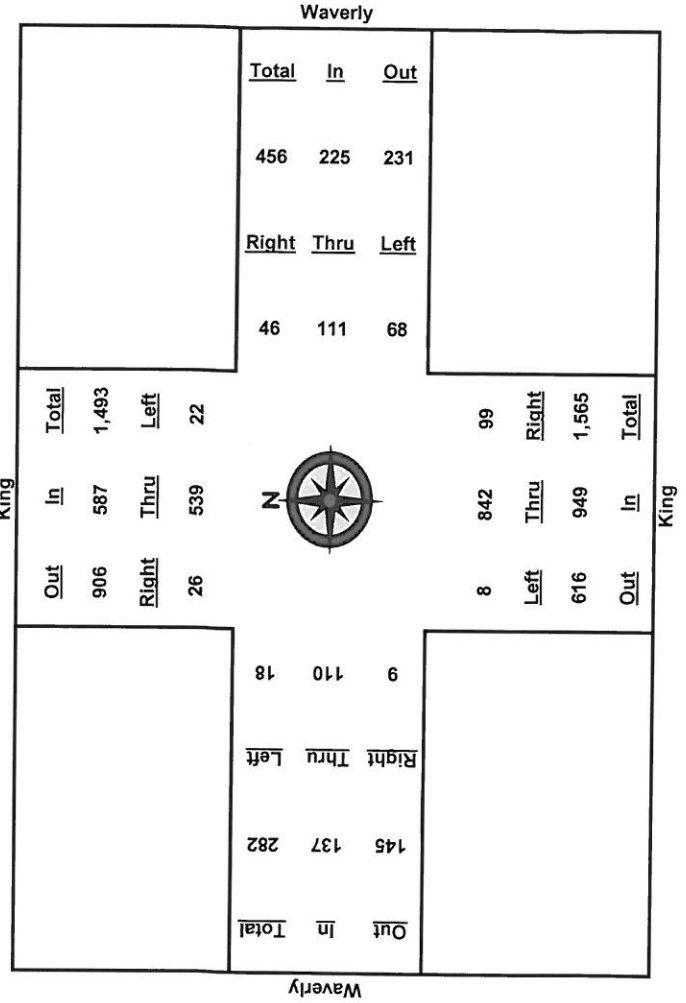 Waverly
Total In Out
456 225 231
Right Thru Left
46 111 68
King
Out In Total
906 587 1,493
Right Thru Left
26 539 22
N
8 842 99
Left Thru Right
616 949 1,565
Out In Total
King
Waverly
Out In Total
145 137 282
Right Thru Left
9 110 18